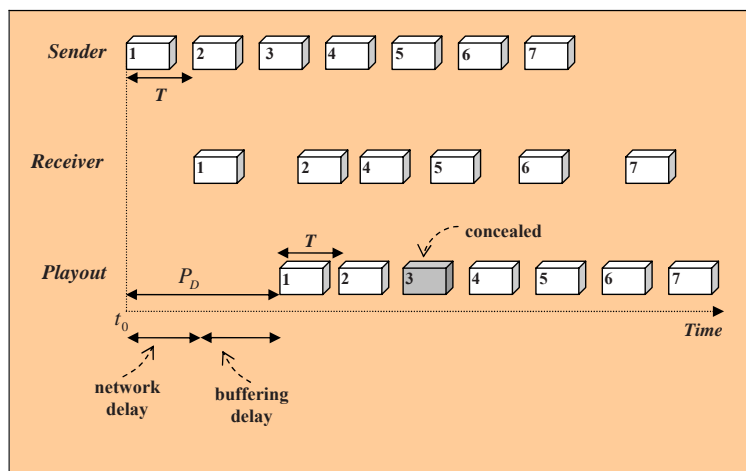 Sender
1 2 3 4 5 6 7
T
Receiver
1 2 4 5 6 7
concealed
T
Playout
P_D
1 2 3 4 5 6 7
t_0
Time
network
delay
buffering
delay